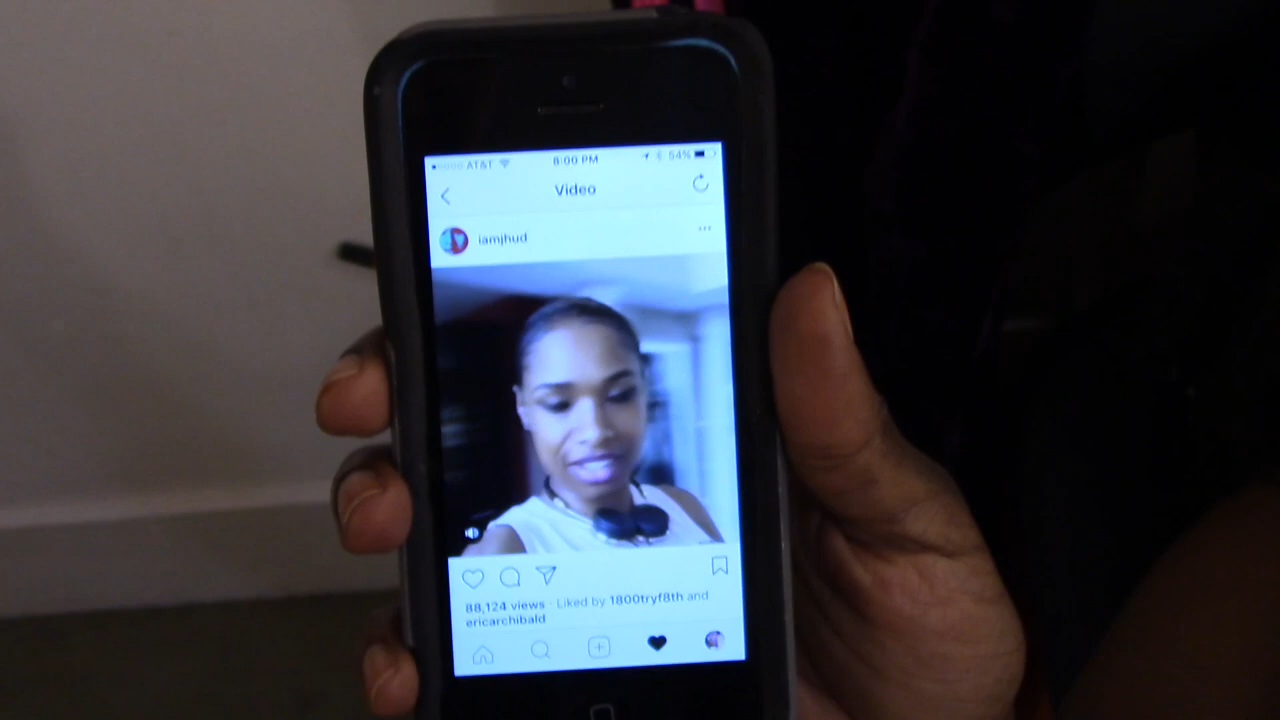 AT&T 8:00 PM 54%
Video
iamjhud
88,124 views · Liked by 1800tryf8th and
ericarchibald